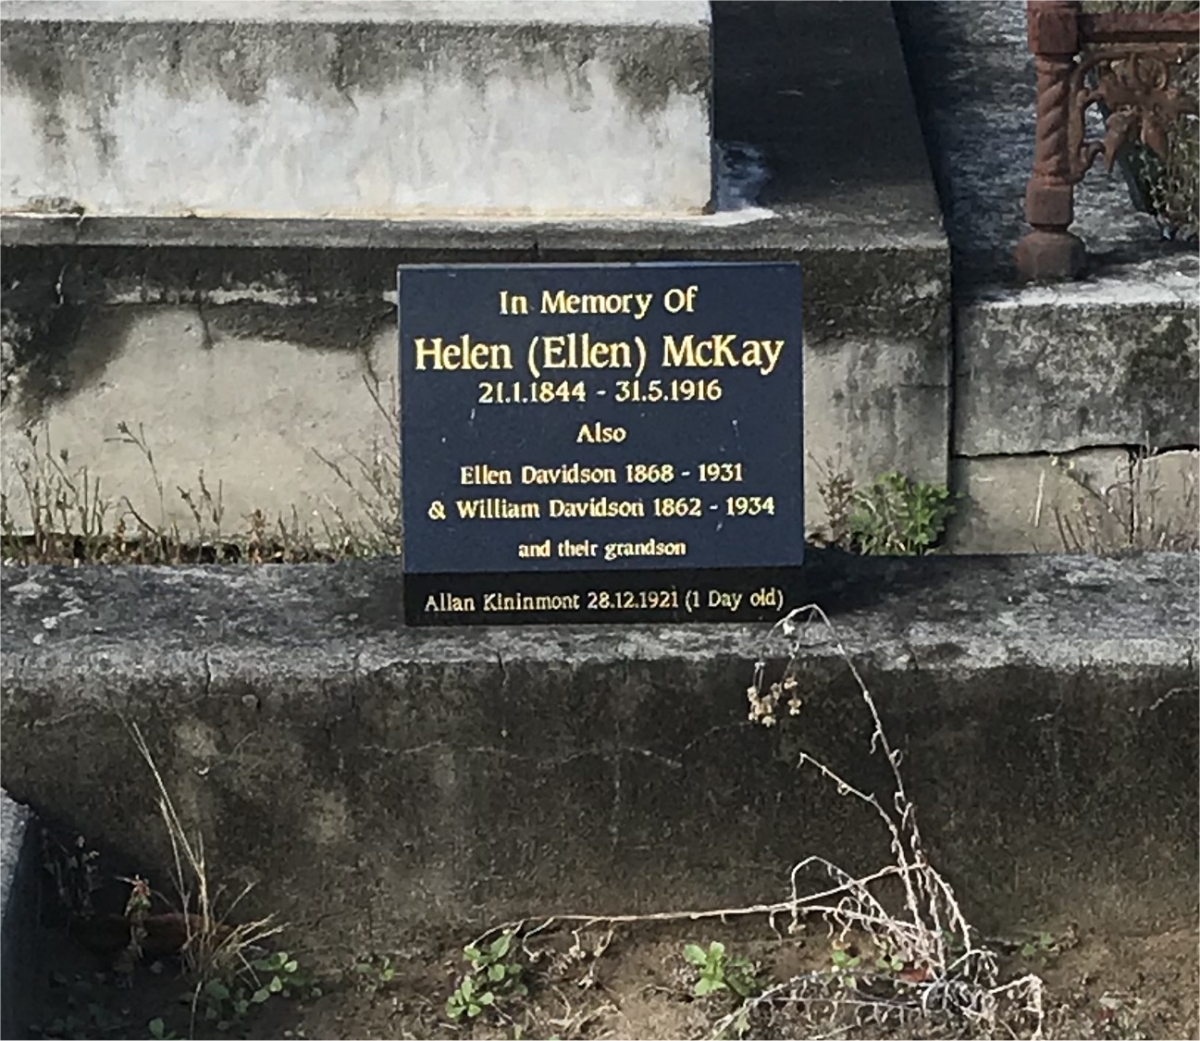 In Memory Of
Helen (Ellen) McKay
21.1.1844 - 31.5.1916
Also
Ellen Davidson 1868 - 1931
& William Davidson 1862 - 1934
and their grandson
Allan Kininmont 28.12.1921 (1 Day old)